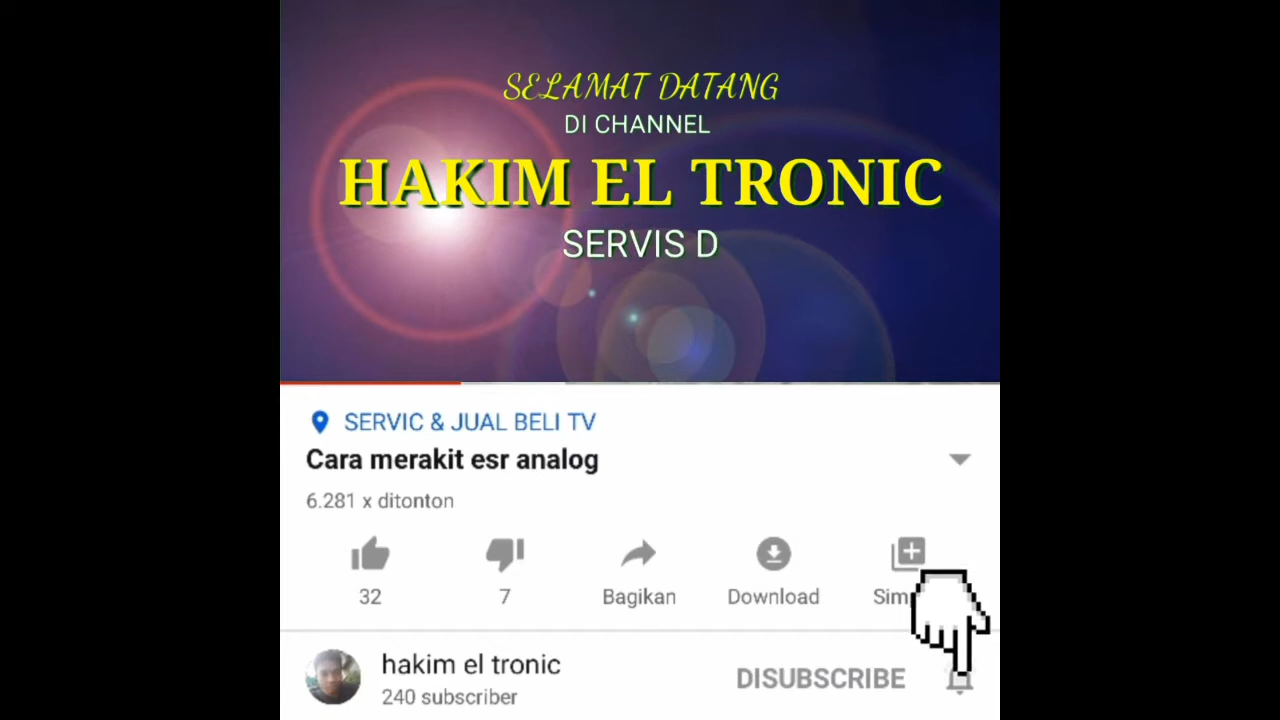 SELAMAT DATANG
DI CHANNEL
HAKIM EL TRONIC
SERVIS D
SERVIC & JUAL BELI TV
Cara merakit esr analog
6.281 x ditonton
32 7 Bagikan Download
hakim el tronic
240 subscriber
DISUBSCRIBE